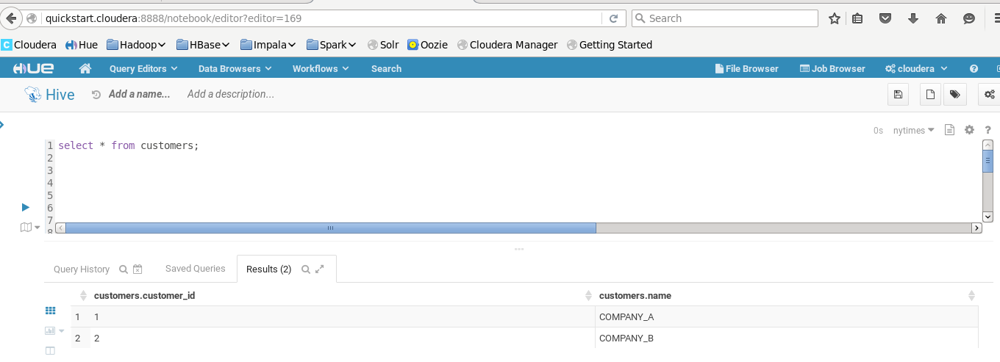 quickstart.cloudera:8888/notebook/editor?editor=169 Search
Cloudera Hue Hadoop HBase Impala Spark Solr Oozie Cloudera Manager Getting Started
HUE Query Editors Data Browsers Workflows Search File Browser Job Browser cloudera ?
Hive Add a name... Add a description...
0s nytimes ?
1 select * from customers;
2
3
4
5
6
7
8
Query History Saved Queries Results (2)
customers.customer_id customers.name
1 1 COMPANY_A
2 2 COMPANY_B